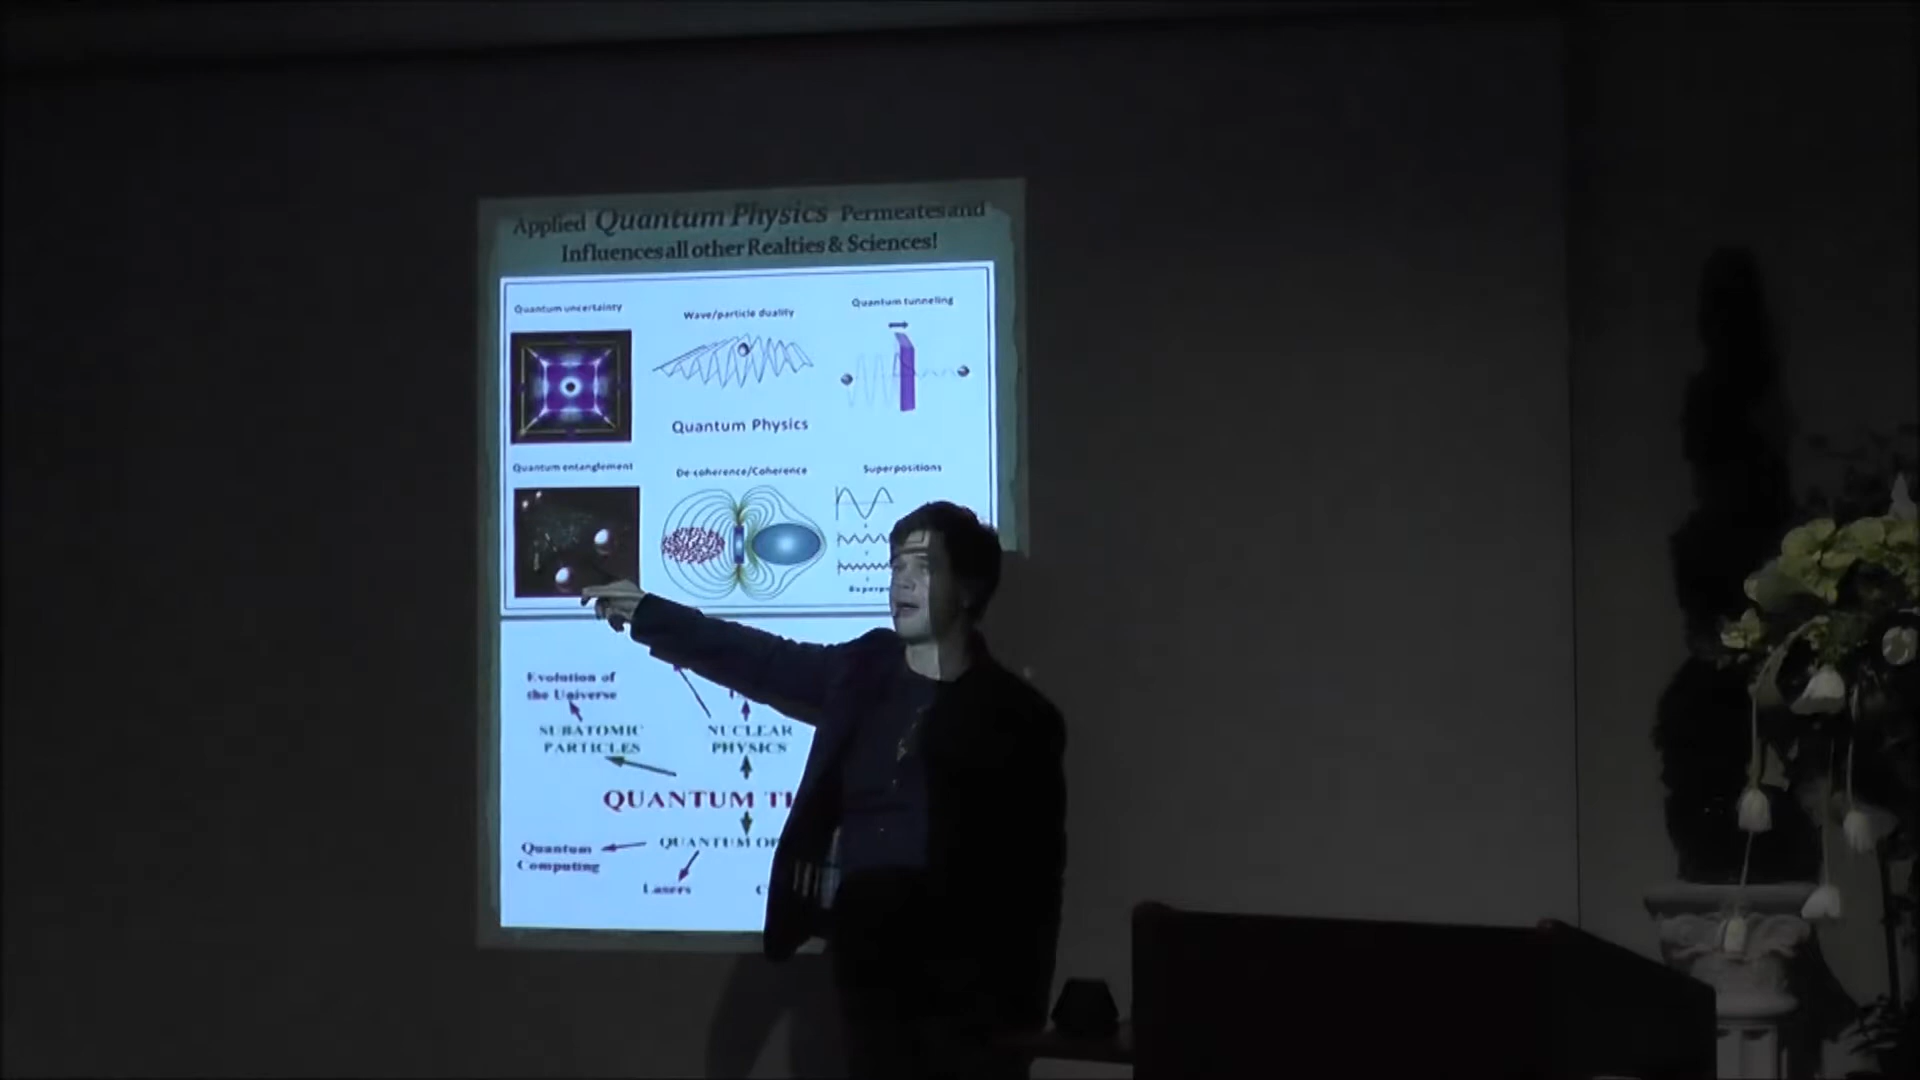 Applied Quantum Physics Permeates and
Influences all other Realties & Sciences!
Quantum uncertainty
Wave/particle duality
Quantum tunneling
Quantum Physics
Quantum entanglement
De-coherence/Coherence
Superpositions
Evolution of
the Universe
SUBATOMIC
PARTICLES
NUCLEAR
PHYSICS
QUANTUM
QUANTUM
Quantum
Computing
Lasers